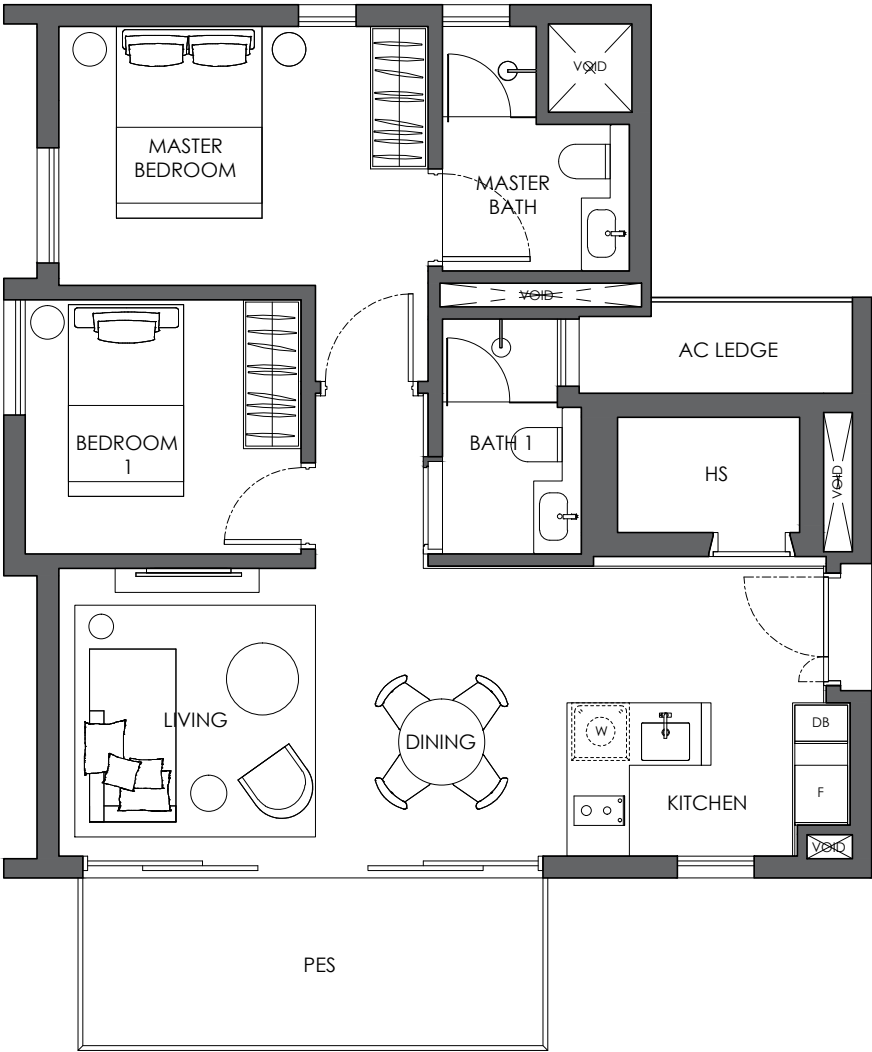 VOID
MASTER
BEDROOM
MASTER
BATH
VOID
AC LEDGE
BEDROOM
1
BATH 1
HS
VOID
LIVING
DINING
W
DB
F
KITCHEN
VOID
PES